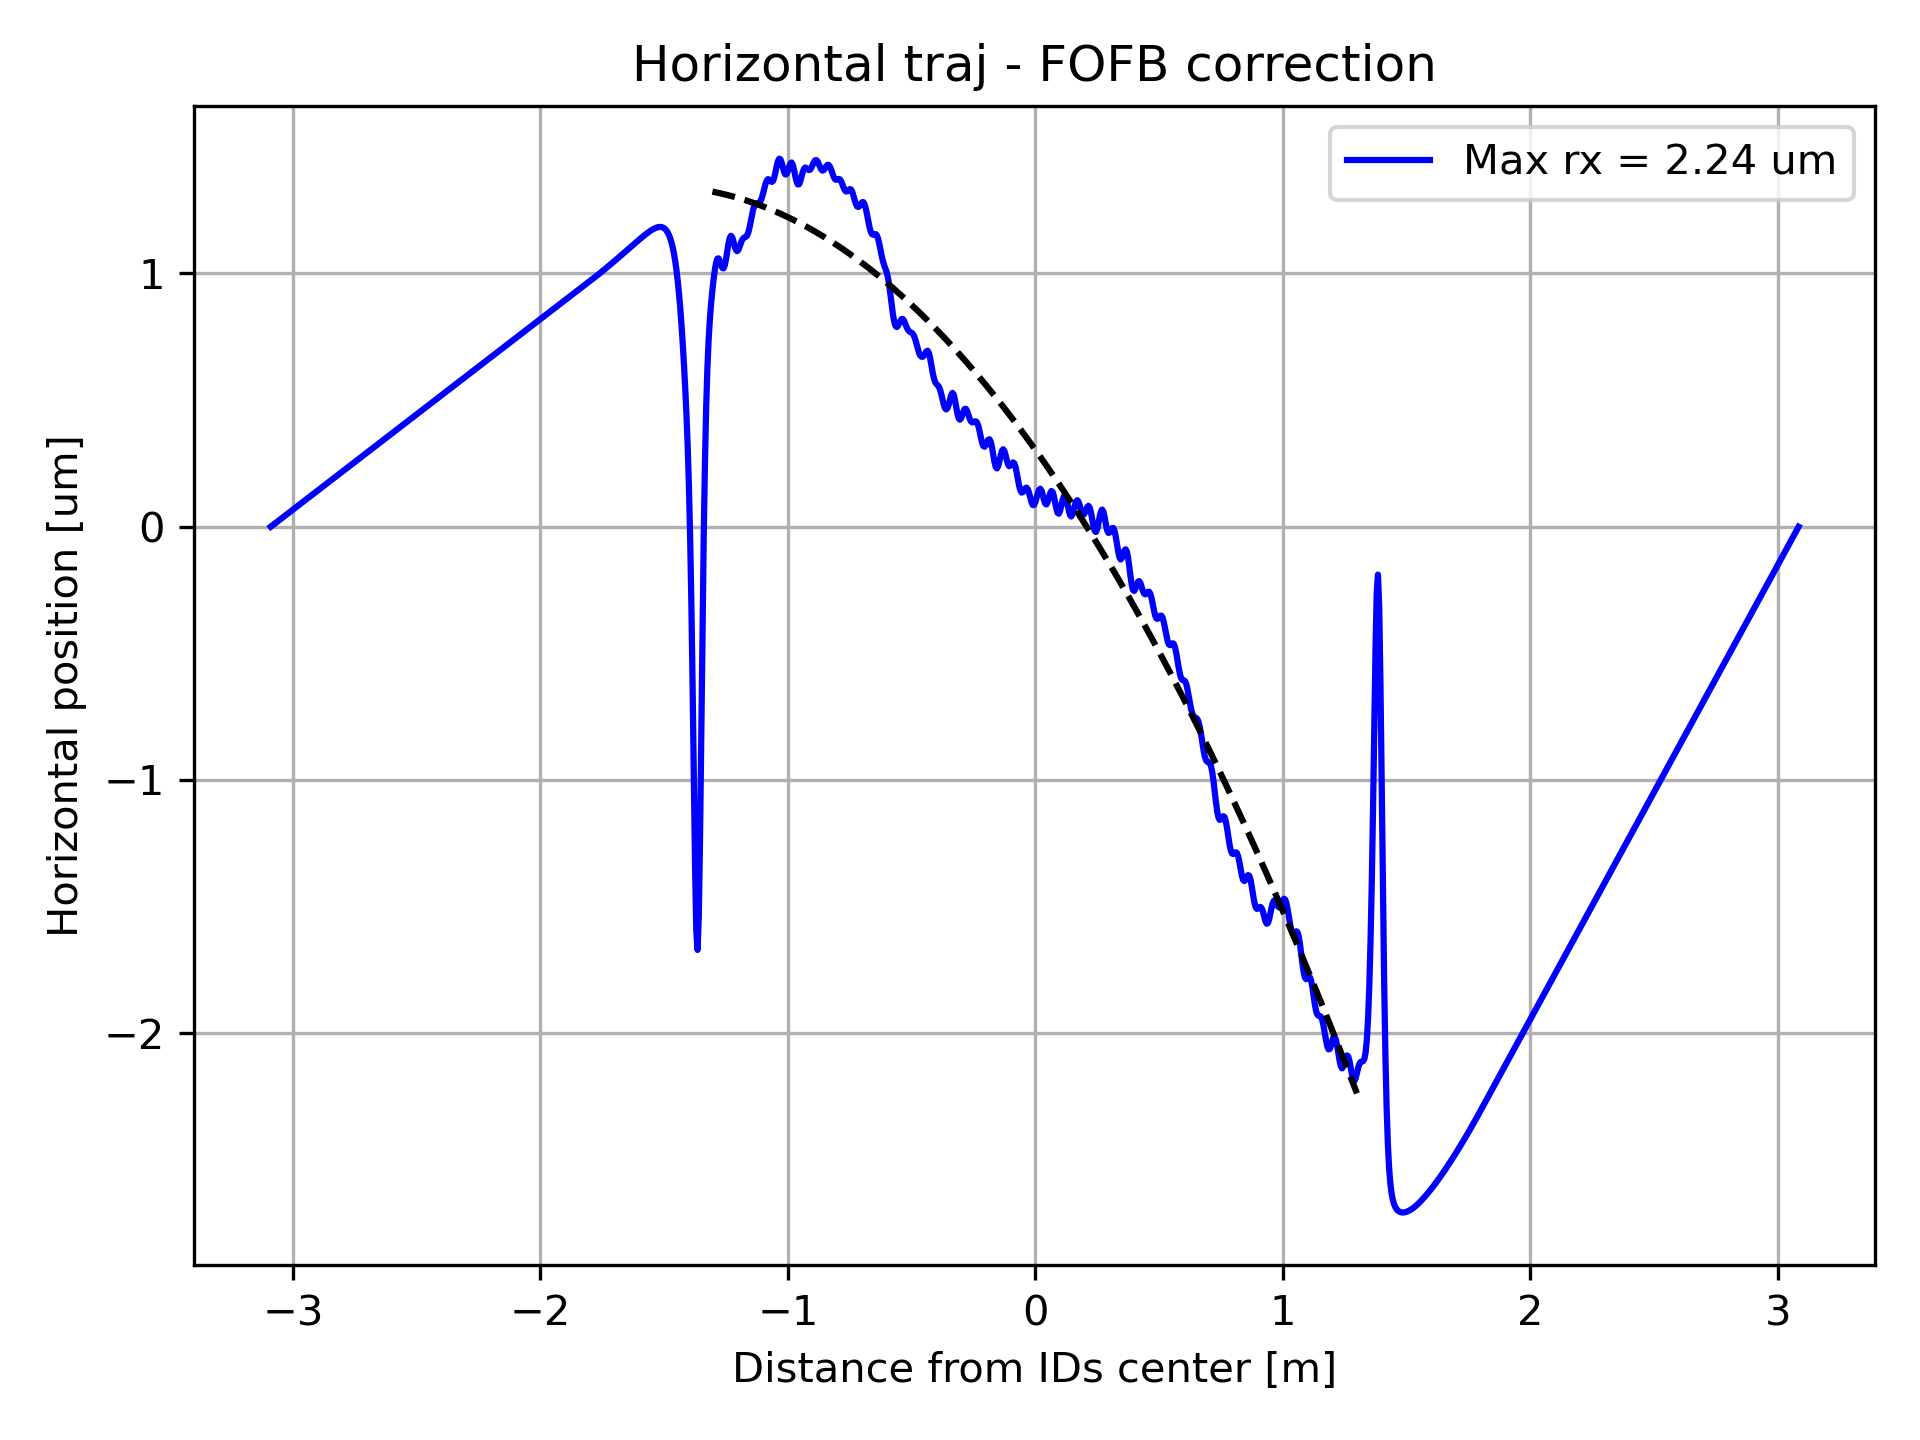 Horizontal traj - FOFB correction
Max rx = 2.24 um
Horizontal position [um]
1
0
−1
−2
−3 −2 −1 0 1 2 3
Distance from IDs center [m]